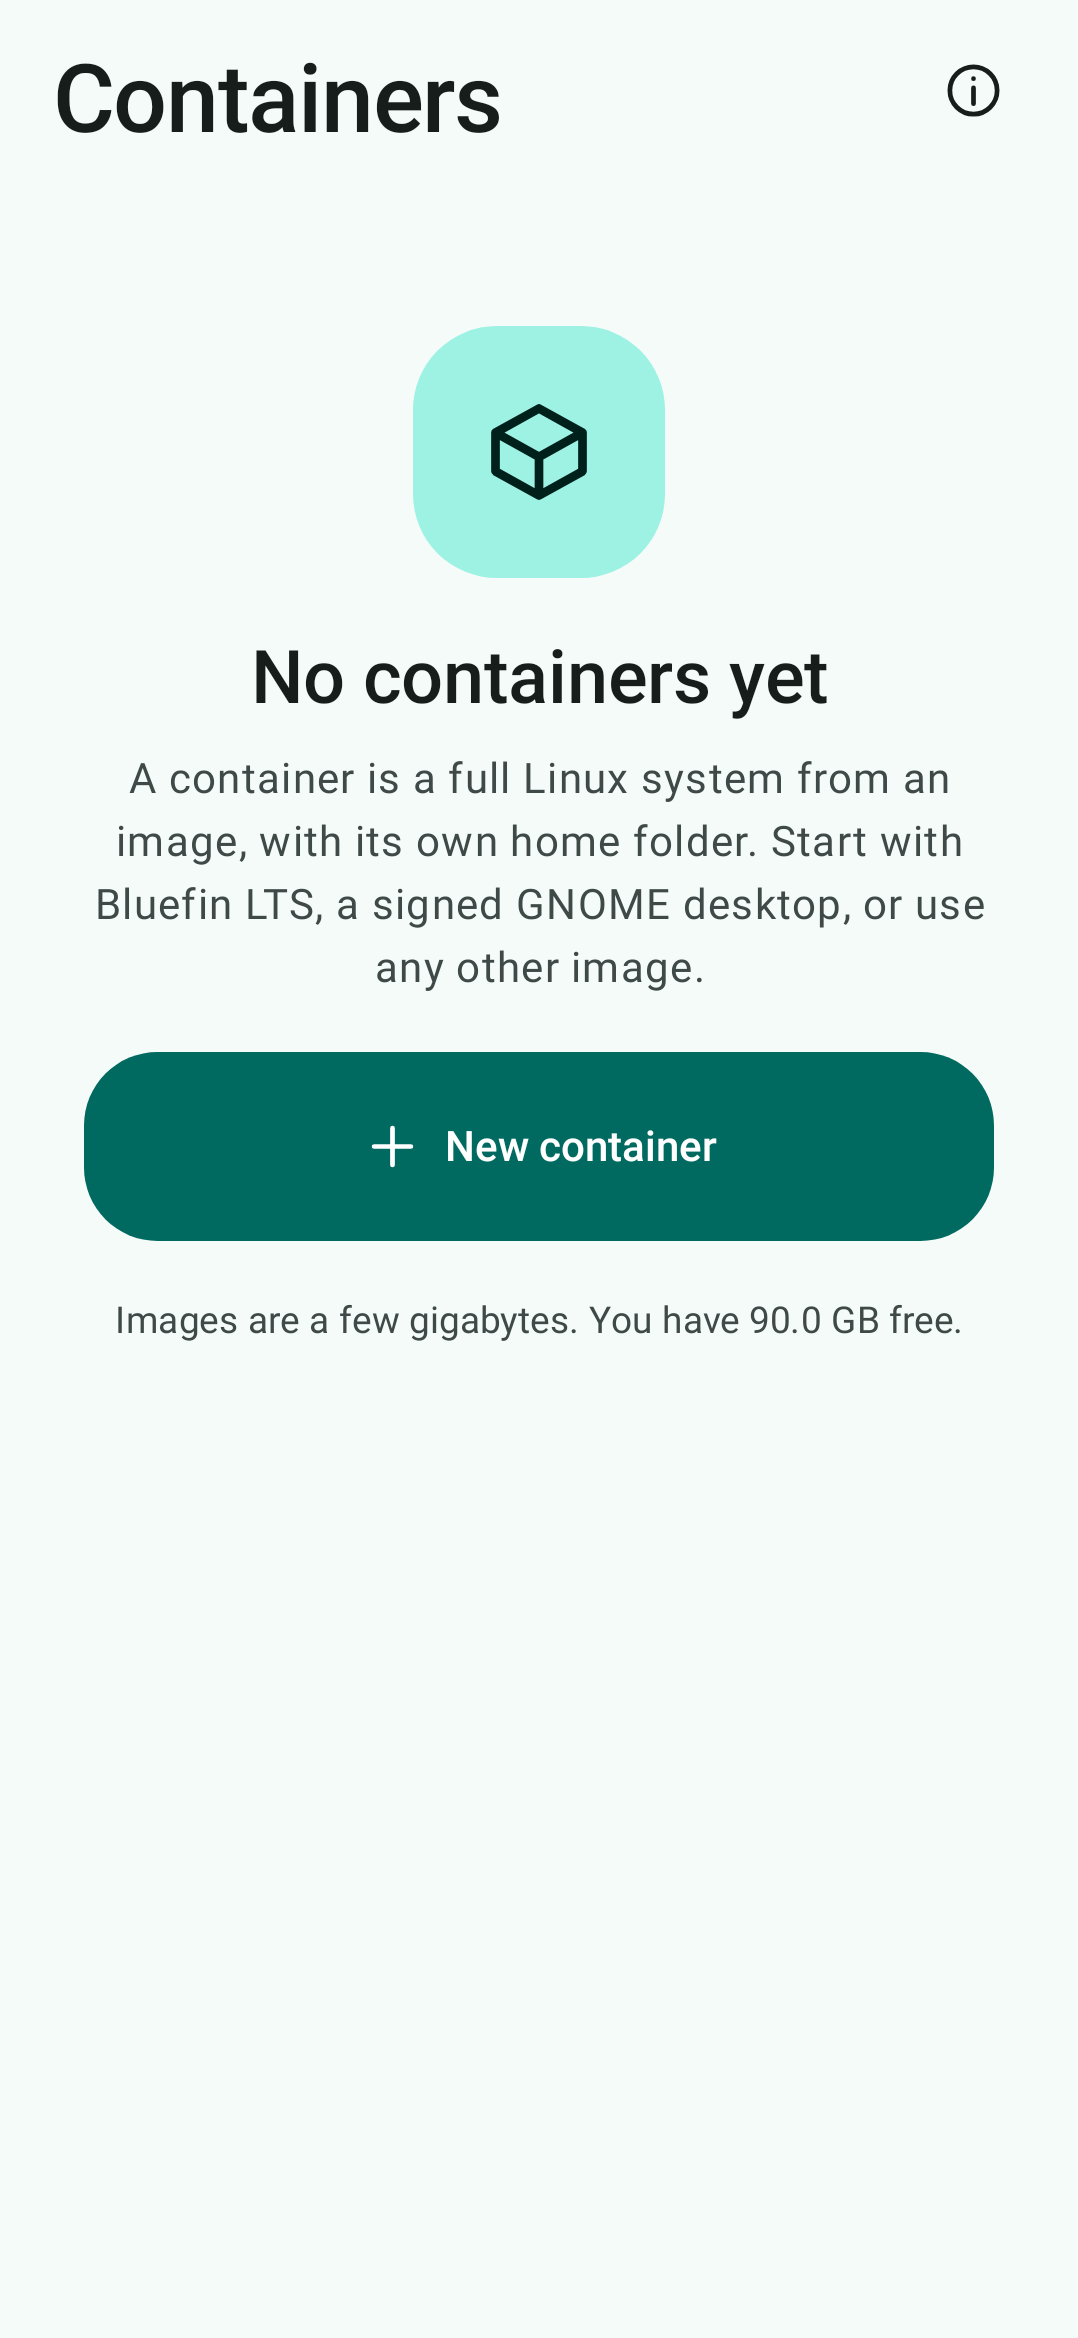 Containers
No containers yet
A container is a full Linux system from an
image, with its own home folder. Start with
Bluefin LTS, a signed GNOME desktop, or use
any other image.
New container
Images are a few gigabytes. You have 90.0 GB free.